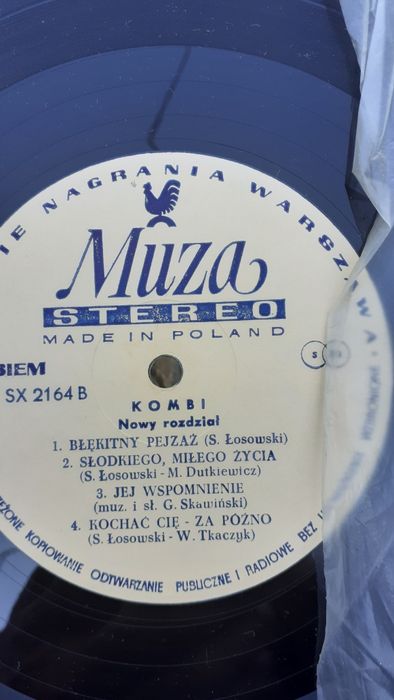 NAGRANIA WARSZ
Muza
STEREO
MADE IN POLAND
BIEM
SX 2164 B
S
KOMBI
Nowy rozdział
1. BŁĘKITNY PEJZAŻ (S. Łosowski)
2. SŁODKIEGO, MIŁEGO ŻYCIA
(S. Łosowski - M. Dutkiewicz)
3. JEJ WSPOMNIENIE
(muz. i sł. G. Skawiński)
4. KOCHAĆ CIĘ - ZA PÓŹNO
(S. Łosowski - W. Tkaczyk)
KOPIOWANIE ODTWARZANIE PUBLICZNE I RADIOWE BEZ